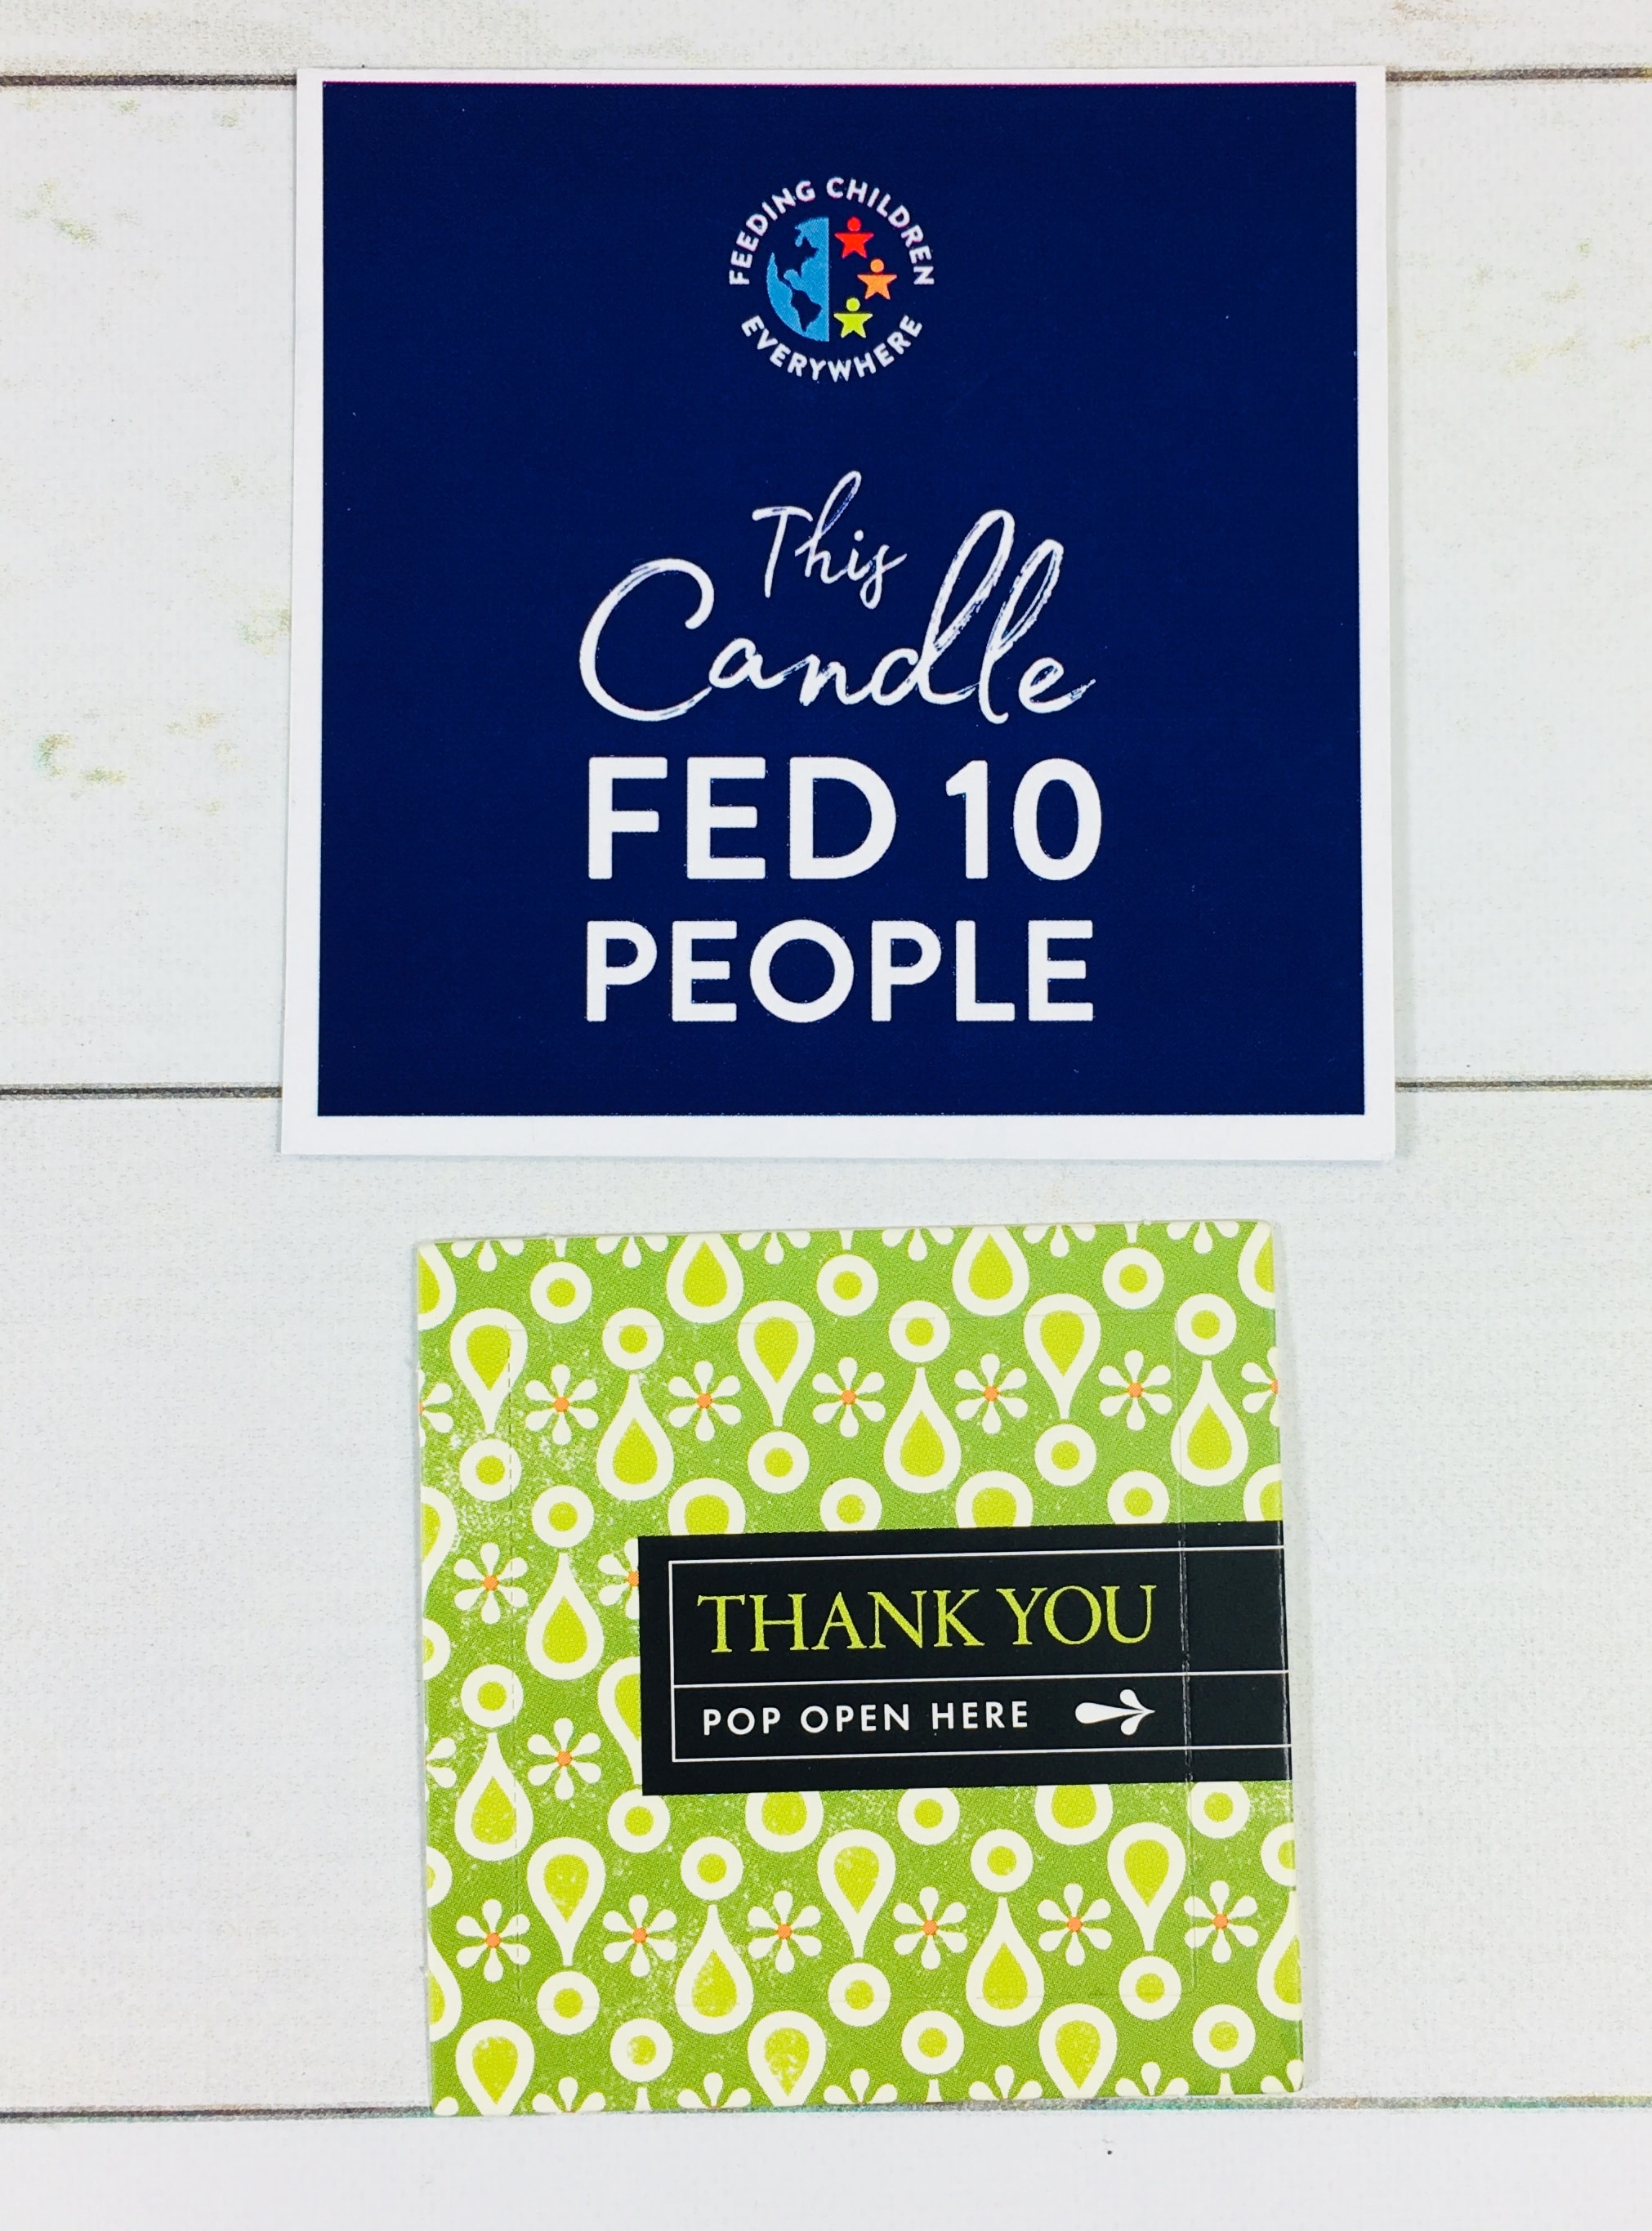 FEEDING CHILDREN
EVERYWHERE
This
Candle
FED 10
PEOPLE
THANK YOU
POP OPEN HERE